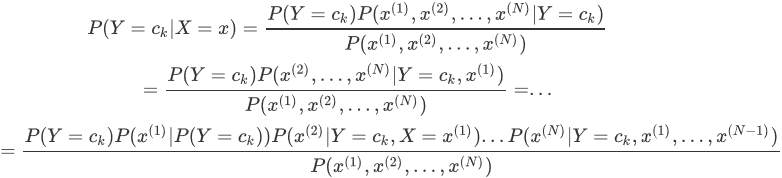 P(Y = c_k|X = x) = \frac{P(Y = c_k)P(x^{(1)}, x^{(2)}, \ldots, x^{(N)}|Y = c_k)}{P(x^{(1)}, x^{(2)}, \ldots, x^{(N)})}
= \frac{P(Y = c_k)P(x^{(2)}, \ldots, x^{(N)}|Y = c_k, x^{(1)})}{P(x^{(1)}, x^{(2)}, \ldots, x^{(N)})} = \ldots
= \frac{P(Y = c_k)P(x^{(1)}|P(Y = c_k))P(x^{(2)}|Y = c_k, X = x^{(1)}) \ldots P(x^{(N)}|Y = c_k, x^{(1)}, \ldots, x^{(N-1)})}{P(x^{(1)}, x^{(2)}, \ldots, x^{(N)})}